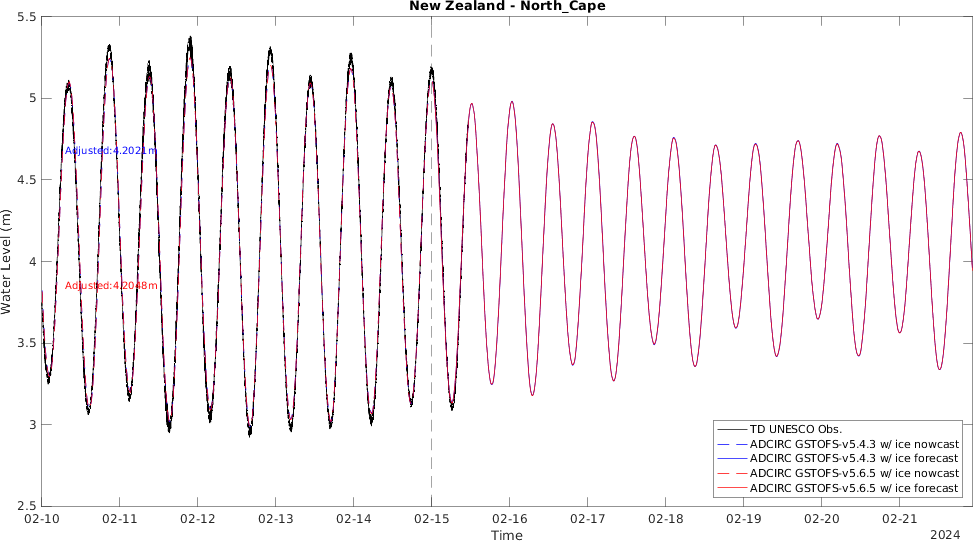 New Zealand - North_Cape
5.5
5
4.5
4
3.5
3
2.5
Water Level (m)
Adjusted:4.2021m
Adjusted:4.2048m
TD UNESCO Obs.
ADCIRC GSTOFS-v5.4.3 w/ ice nowcast
ADCIRC GSTOFS-v5.4.3 w/ ice forecast
ADCIRC GSTOFS-v5.6.5 w/ ice nowcast
ADCIRC GSTOFS-v5.6.5 w/ ice forecast
02-10 02-11 02-12 02-13 02-14 02-15 02-16 02-17 02-18 02-19 02-20 02-21
Time
2024